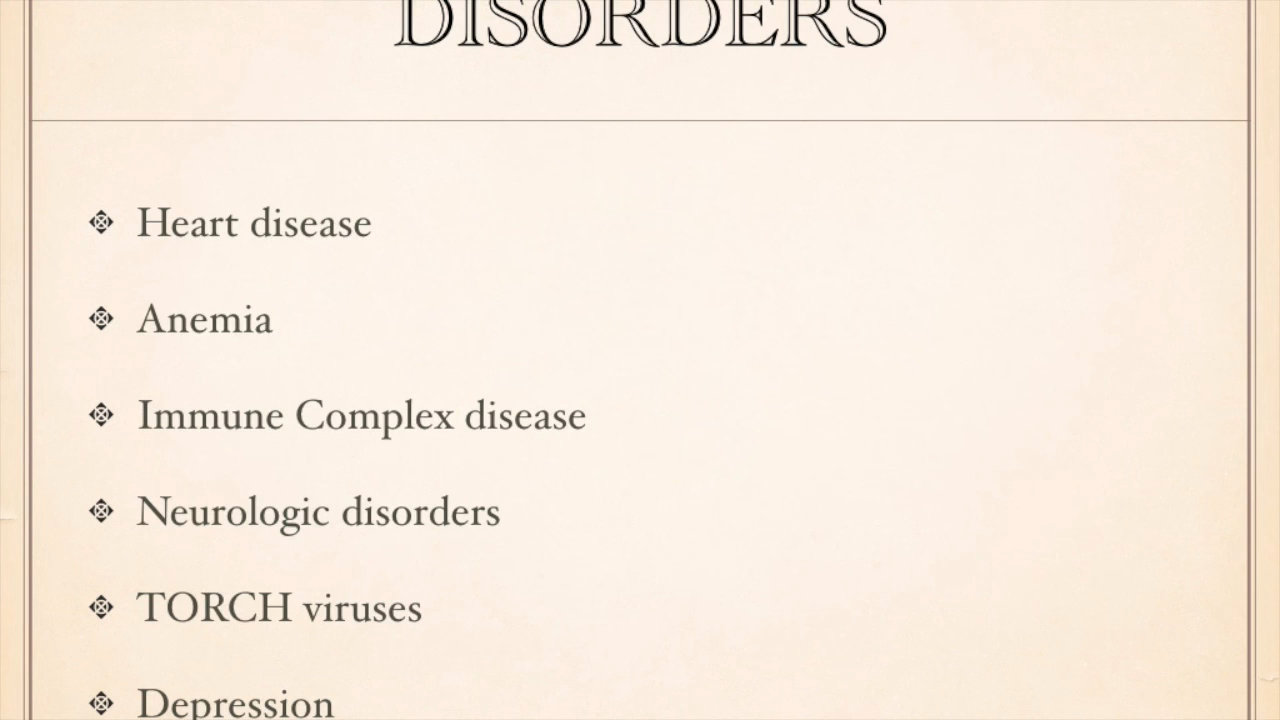 DISORDERS
Heart disease
Anemia
Immune Complex disease
Neurologic disorders
TORCH viruses
Depression